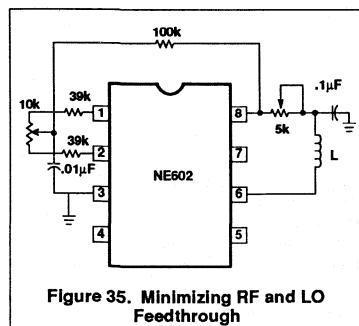 100k
.1µF
10k
39k
1
8
5k
39k
2
7
.01µF
NE602
L
3
6
4
5
Figure 35. Minimizing RF and LO
Feedthrough